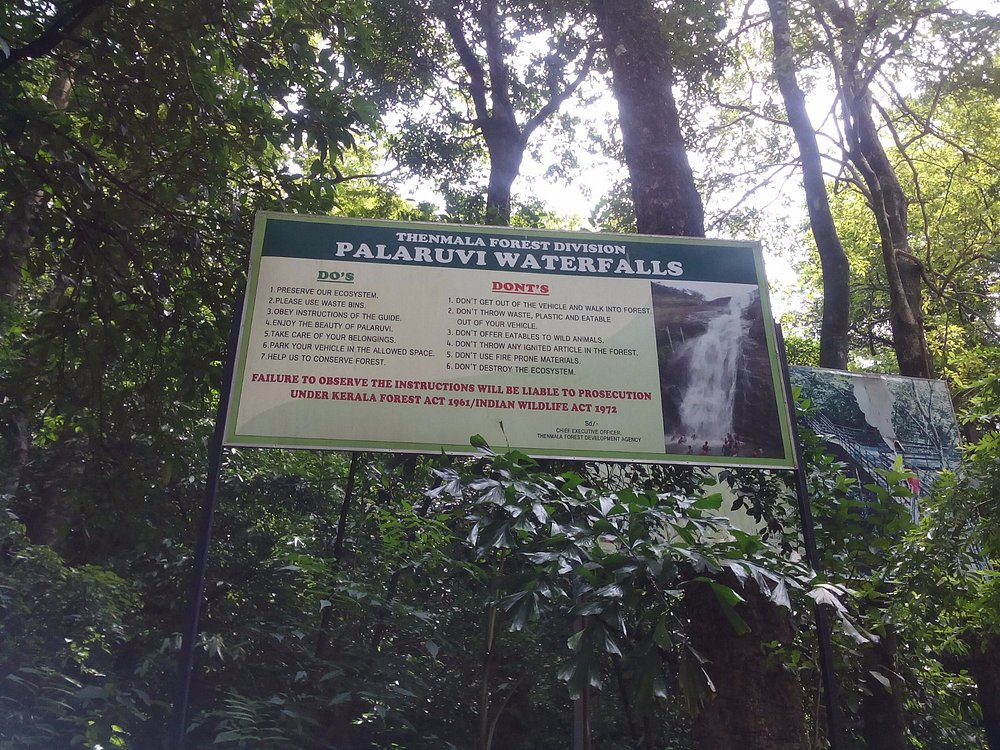 THENMALA FOREST DIVISION
PALARUVI WATERFALLS
DO'S
1. PRESERVE OUR ECOSYSTEM.
2. PLEASE USE WASTE BINS.
3. OBEY INSTRUCTIONS OF THE GUIDE.
4. ENJOY THE BEAUTY OF PALARUVI.
5. TAKE CARE OF YOUR BELONGINGS.
6. PARK YOUR VEHICLE IN THE ALLOWED SPACE.
7. HELP US TO CONSERVE FOREST.
DONT'S
1. DON'T GET OUT OF THE VEHICLE AND WALK INTO FOREST
2. DON'T THROW WASTE, PLASTIC AND EATABLE
OUT OF YOUR VEHICLE.
3. DON'T OFFER EATABLES TO WILD ANIMALS.
4. DON'T THROW ANY IGNITED ARTICLE IN THE FOREST.
5. DON'T USE FIRE PRONE MATERIALS.
6. DON'T DESTROY THE ECOSYSTEM.
FAILURE TO OBSERVE THE INSTRUCTIONS WILL BE LIABLE TO PROSECUTION
UNDER KERALA FOREST ACT 1961/INDIAN WILDLIFE ACT 1972
Sd/-
CHIEF EXECUTIVE OFFICER,
THENMALA FOREST DEVELOPMENT AGENCY